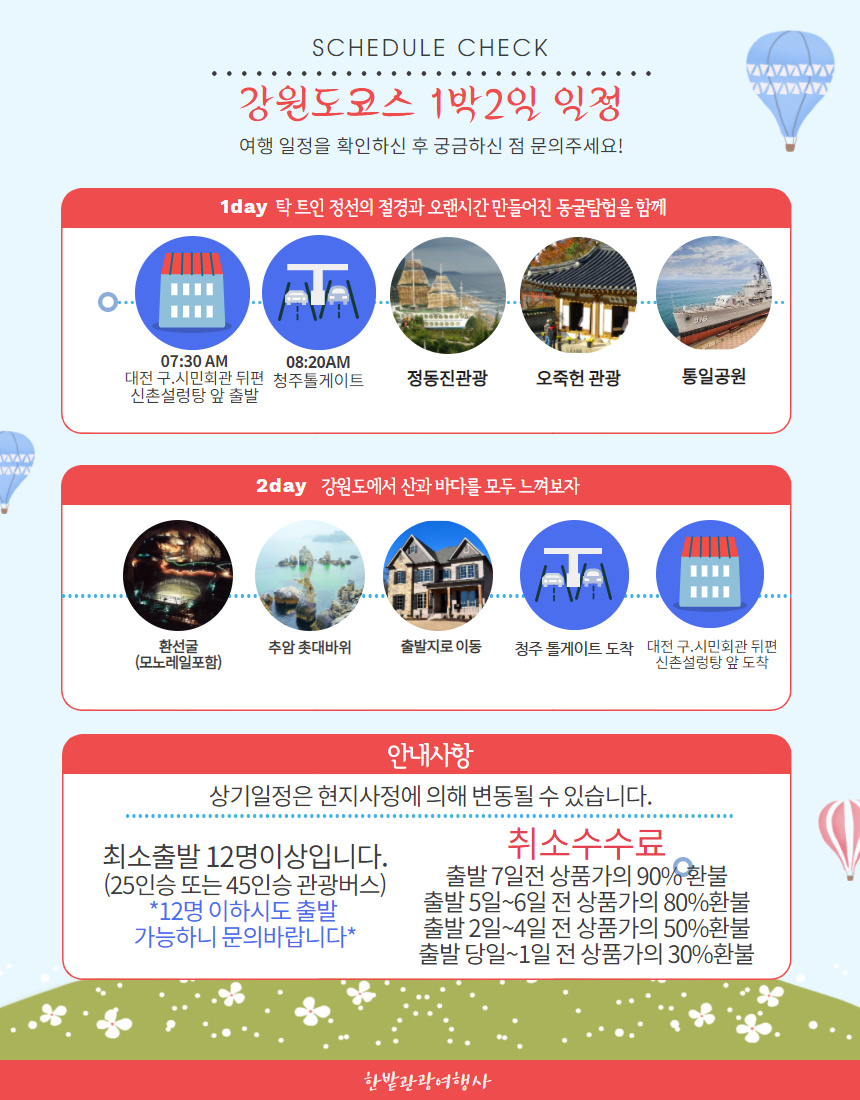 SCHEDULE CHECK
강원도코스 1박2일 일정
여행 일정을 확인하신 후 궁금하신 점 문의주세요!
1day 탁 트인 정선의 절경과 오랜시간 만들어진 동굴탐험을 함께
07:30 AM
대전 구.시민회관 뒤편
신촌설렁탕 앞 출발
08:20AM
청주톨게이트
정동진관광
오죽헌 관광
통일공원
2day 강원도에서 산과 바다를 모두 느껴보자
환선굴
(모노레일포함)
추암 촛대바위
출발지로 이동
청주 톨게이트 도착
대전 구.시민회관 뒤편
신촌설렁탕 앞 도착
안내사항
상기일정은 현지사정에 의해 변동될 수 있습니다.
최소출발 12명이상입니다.
(25인승 또는 45인승 관광버스)
*12명 이하시도 출발
가능하니 문의바랍니다*
취소수수료
출발 7일전 상품가의 90% 환불
출발 5일~6일 전 상품가의 80%환불
출발 2일~4일 전 상품가의 50%환불
출발 당일~1일 전 상품가의 30%환불
한밭관광여행사